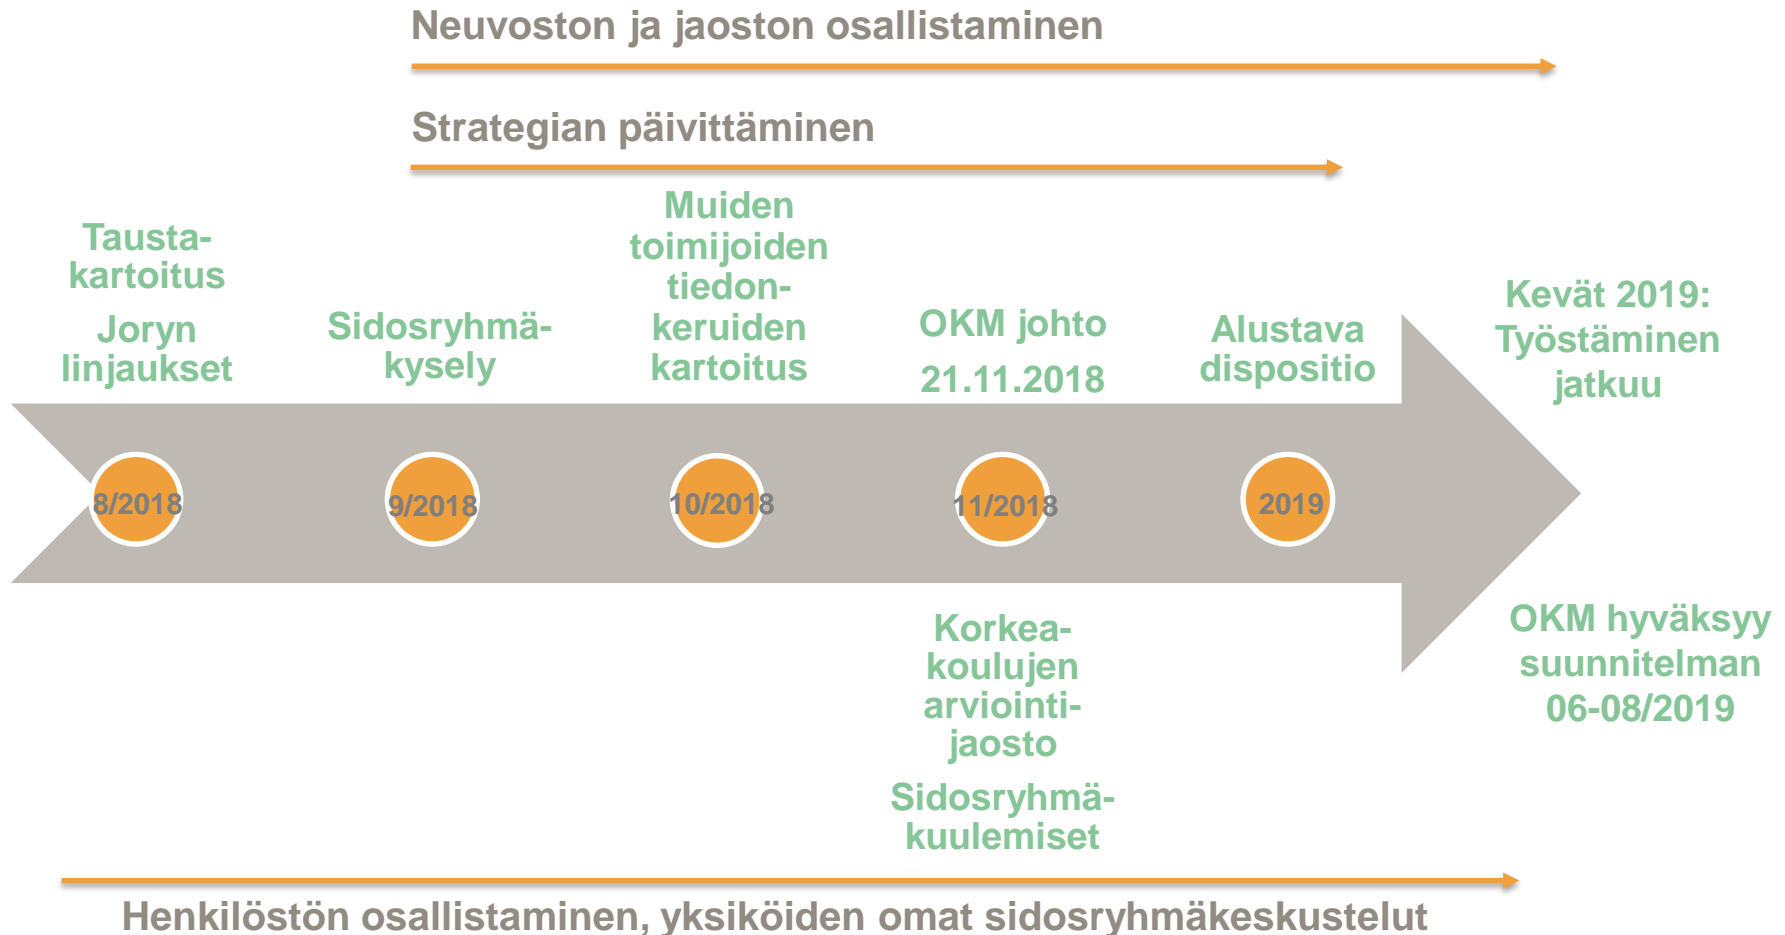 Neuvoston ja jaoston osallistaminen
Strategian päivittäminen
Tausta-
kartoitus
Joryn
linjaukset
Sidosryhmä-
kysely
Muiden
toimijoiden
tiedon-
keruiden
kartoitus
OKM johto
21.11.2018
Alustava
dispositio
Kevät 2019:
Työstäminen
jatkuu
8/2018
9/2018
10/2018
11/2018
2019
Korkea-
koulujen
arviointi-
jaosto
Sidosryhmä-
kuulemiset
OKM hyväksyy
suunnitelman
06-08/2019
Henkilöstön osallistaminen, yksiköiden omat sidosryhmäkeskustelut